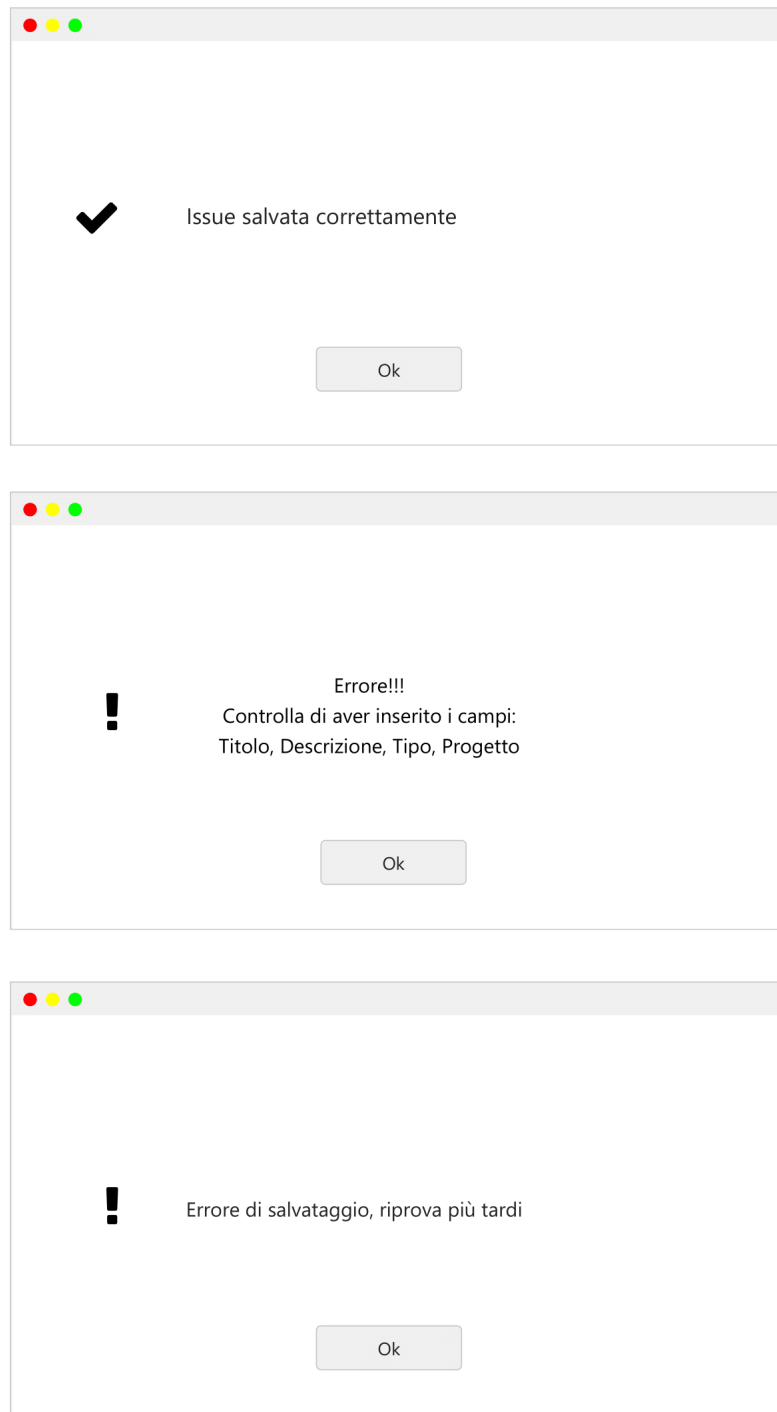 Issue salvata correttamente
Ok
Errore!!!
Controlla di aver inserito i campi:
Titolo, Descrizione, Tipo, Progetto
Ok
Errore di salvataggio, riprova più tardi
Ok